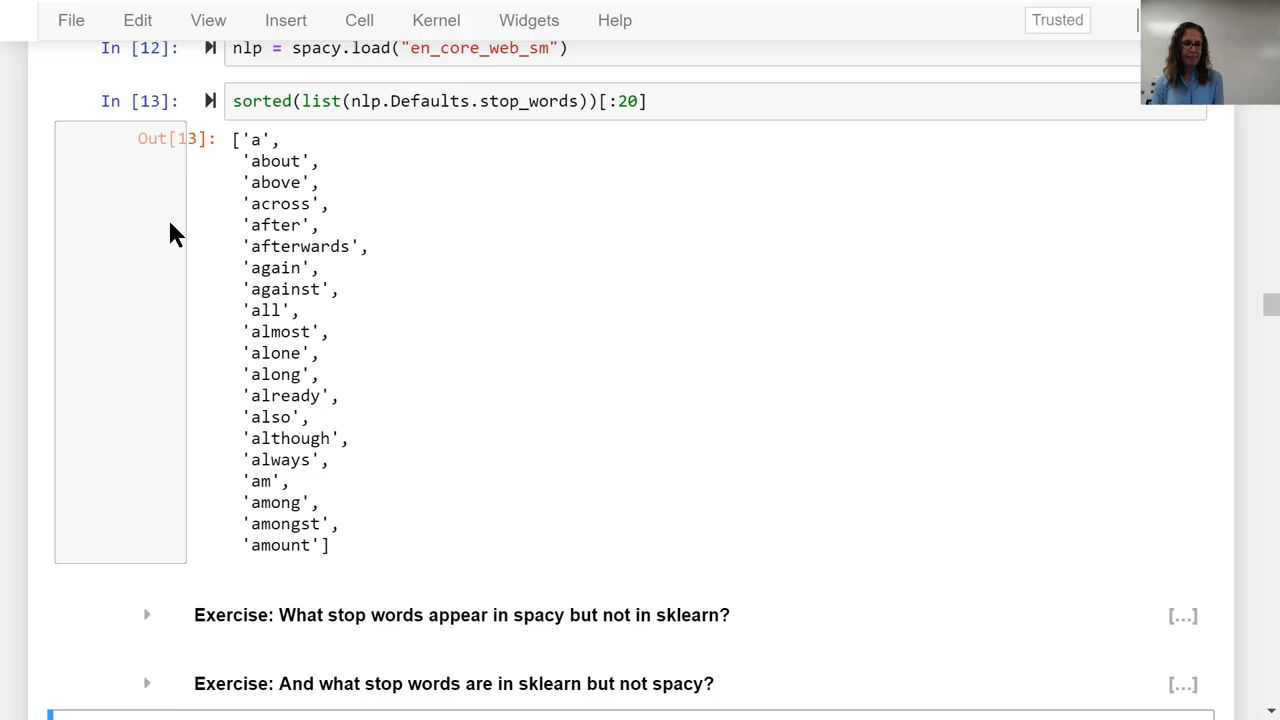 File Edit View Insert Cell Kernel Widgets Help Trusted
In [12]: nlp = spacy.load("en_core_web_sm")
In [13]: sorted(list(nlp.Defaults.stop_words))[:20]
Out[13]: ['a',
'about',
'above',
'across',
'after',
'afterwards',
'again',
'against',
'all',
'almost',
'alone',
'along',
'already',
'also',
'although',
'always',
'am',
'among',
'amongst',
'amount']
Exercise: What stop words appear in spacy but not in sklearn? [...]
Exercise: And what stop words are in sklearn but not spacy? [...]